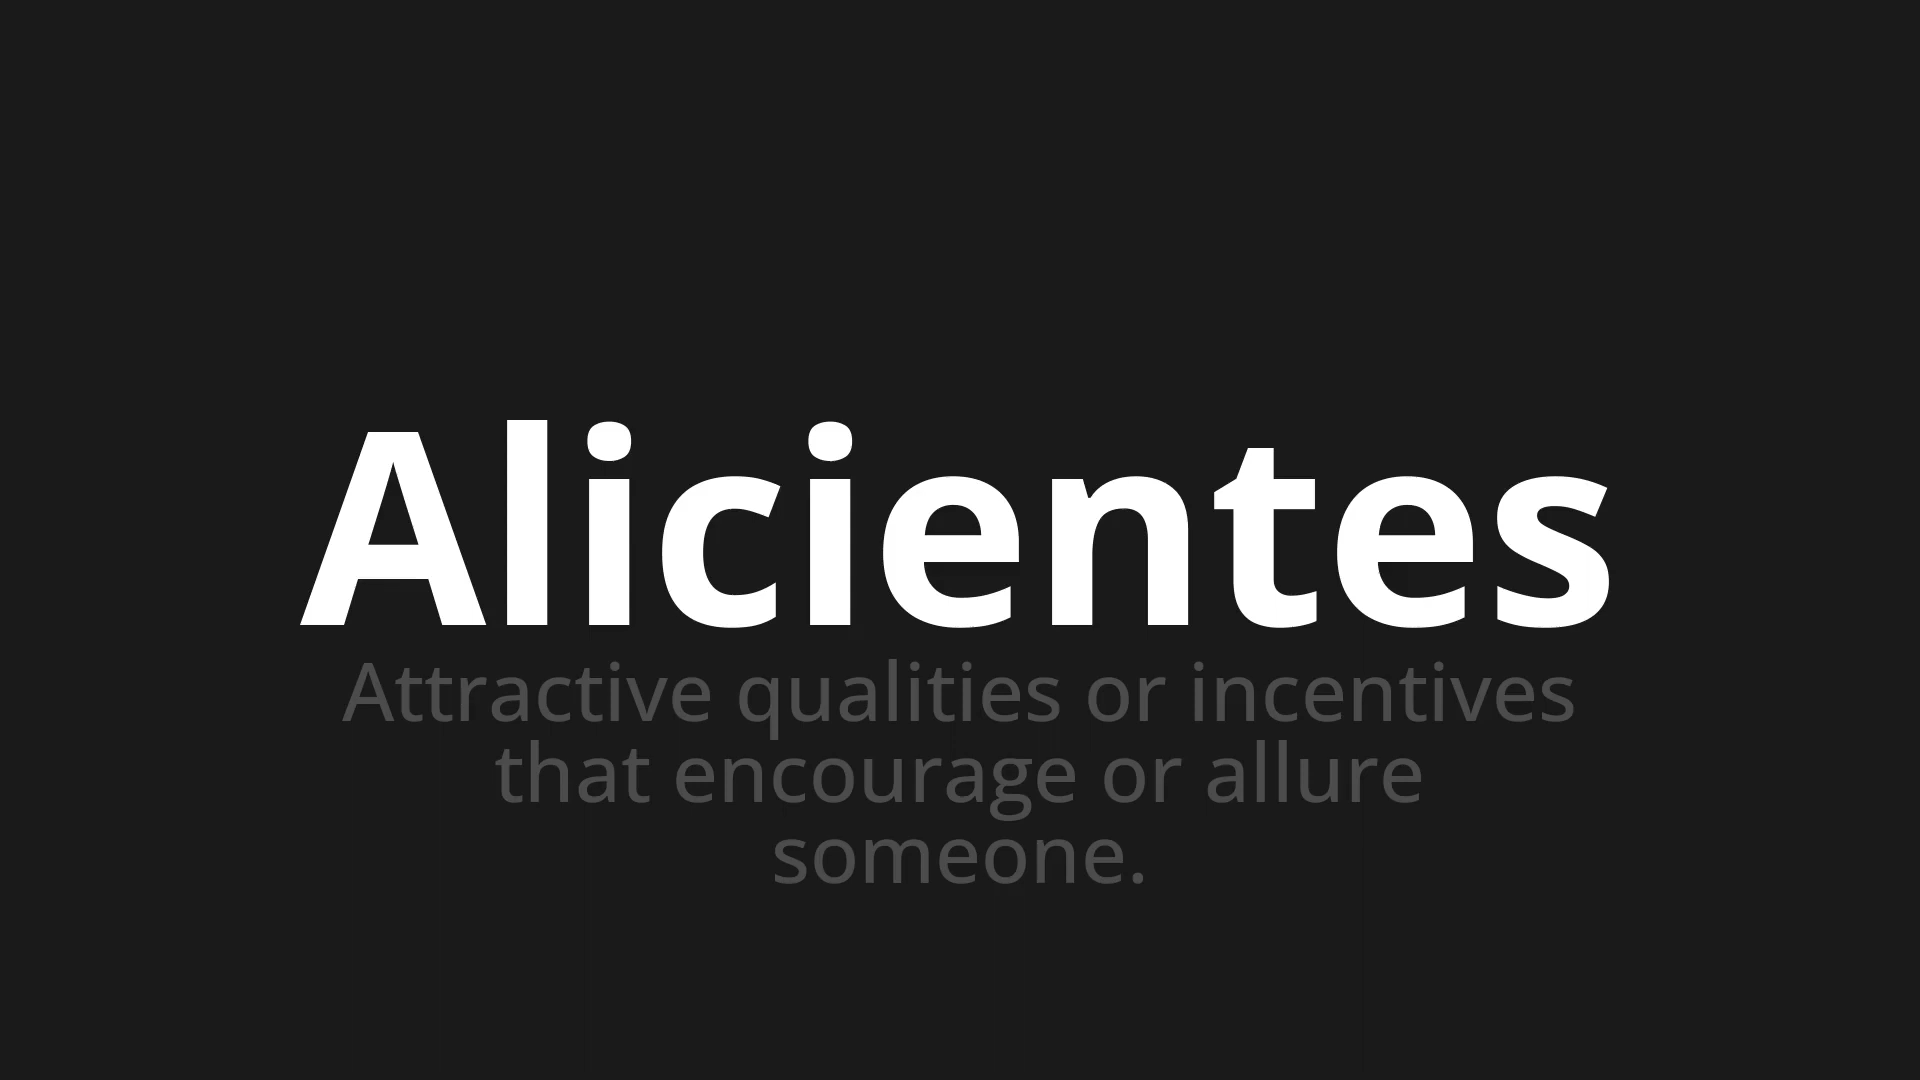 Alicientes
Attractive qualities or incentives
that encourage or allure
someone.